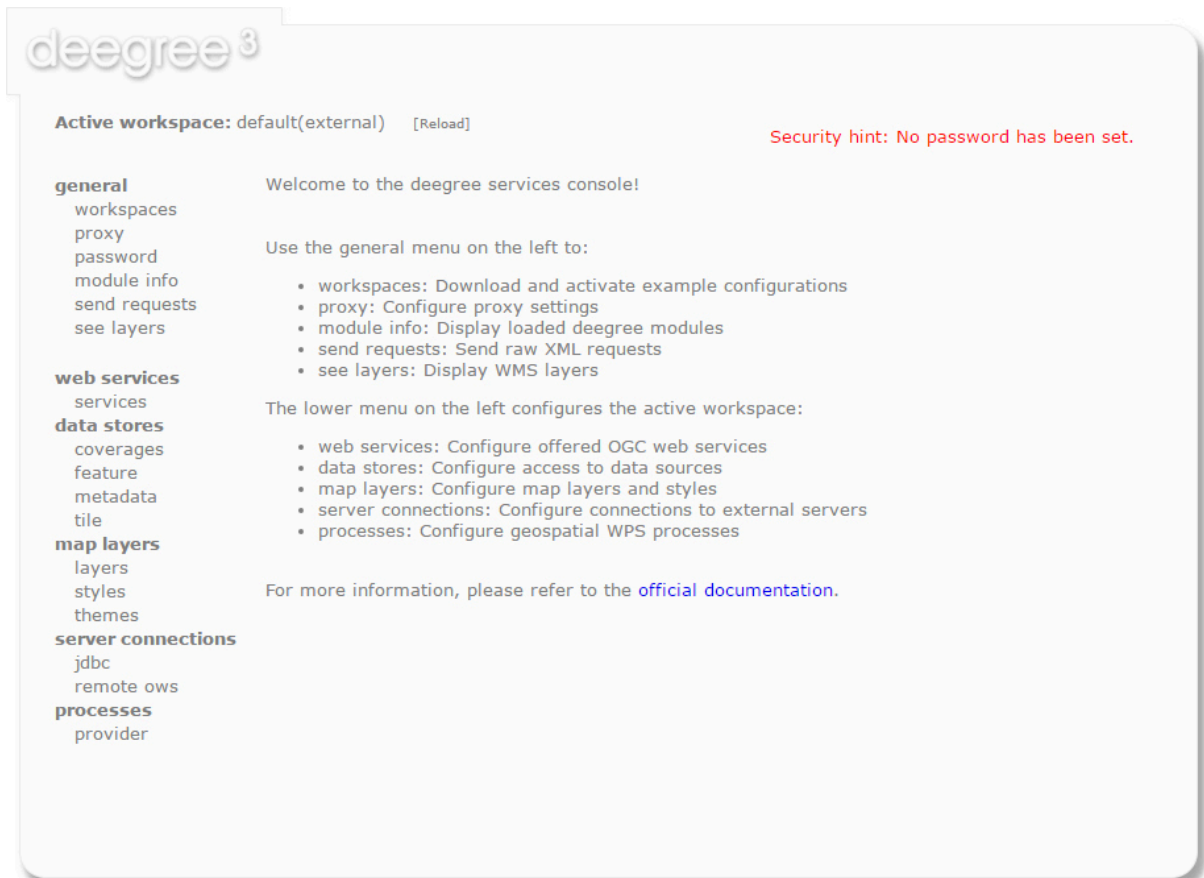 deegree 3
Active workspace: default(external) [Reload]
Security hint: No password has been set.
general
workspaces
proxy
password
module info
send requests
see layers
web services
services
data stores
coverages
feature
metadata
tile
map layers
layers
styles
themes
server connections
jdbc
remote ows
processes
provider
Welcome to the deegree services console!
Use the general menu on the left to:
• workspaces: Download and activate example configurations
• proxy: Configure proxy settings
• module info: Display loaded deegree modules
• send requests: Send raw XML requests
• see layers: Display WMS layers
The lower menu on the left configures the active workspace:
• web services: Configure offered OGC web services
• data stores: Configure access to data sources
• map layers: Configure map layers and styles
• server connections: Configure connections to external servers
• processes: Configure geospatial WPS processes
For more information, please refer to the official documentation.